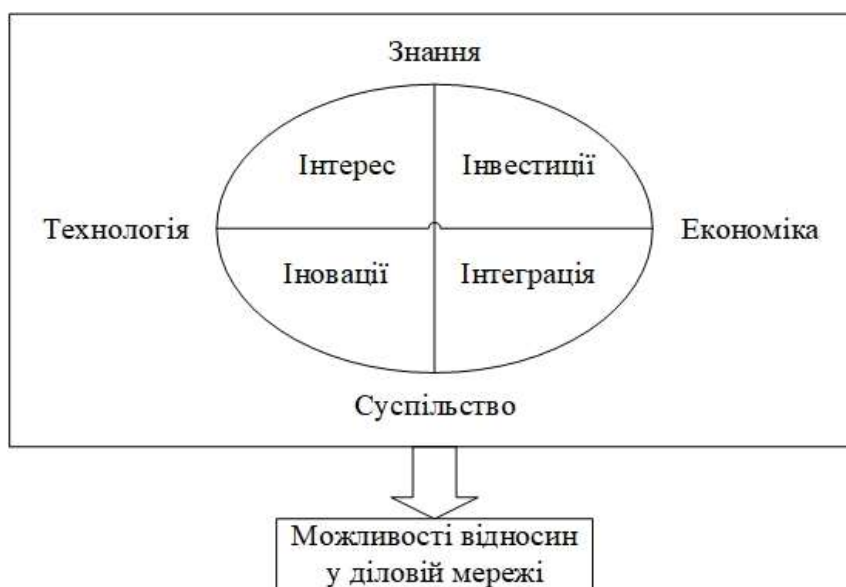 Знання
Інтерес
Інвестиції
Технологія
Економіка
Іновації
Інтеграція
Суспільство
Можливості відносин
у діловій мережі